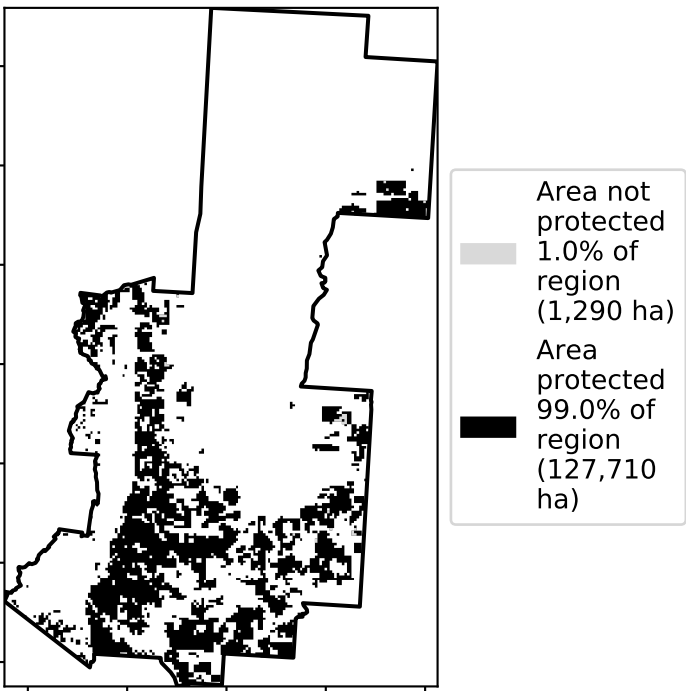 Area not
protected
1.0% of
region
(1,290 ha)
Area
protected
99.0% of
region
(127,710
ha)